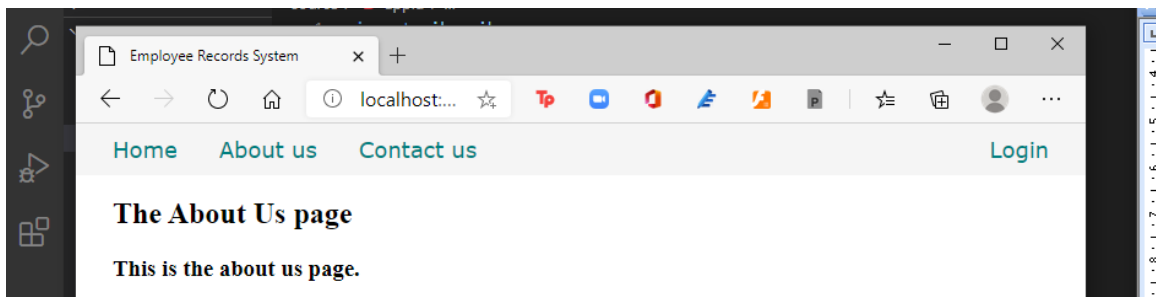 Employee Records System
localhost:...
Home About us Contact us Login
The About Us page
This is the about us page.